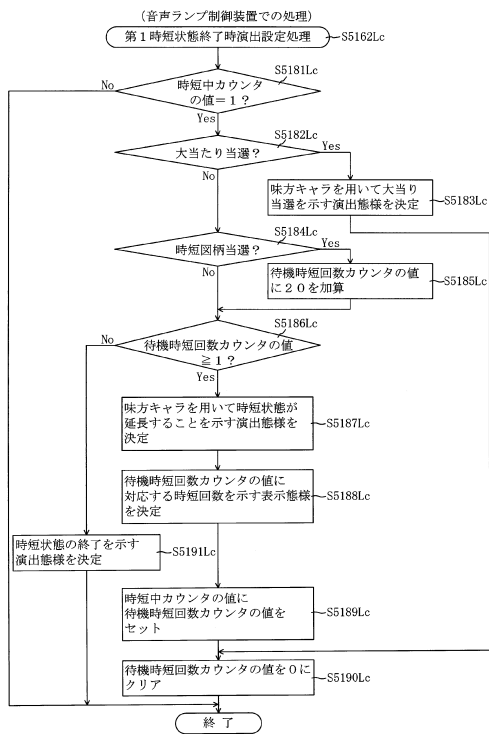 (音声ランプ制御装置での処理)
第1時短状態終了時演出設定処理
S5162Lc
S5181Lc
No
時短中カウンタ
の値=1?
Yes
S5182Lc
大当たり当選?
Yes
No
味方キャラを用いて大当り
当選を示す演出態様を決定
S5183Lc
S5184Lc
時短図柄当選?
Yes
No
待機時短回数カウンタの値
に20を加算
S5185Lc
S5186Lc
No
待機時短回数カウンタの値
≧1?
Yes
味方キャラを用いて時短状態が
延長することを示す演出態様を
決定
S5187Lc
待機時短回数カウンタの値に
対応する時短回数を示す表示態様
を決定
S5188Lc
時短状態の終了を示す
演出態様を決定
S5191Lc
時短中カウンタの値に
待機時短回数カウンタの値を
セット
S5189Lc
待機時短回数カウンタの値を0に
クリア
S5190Lc
終了